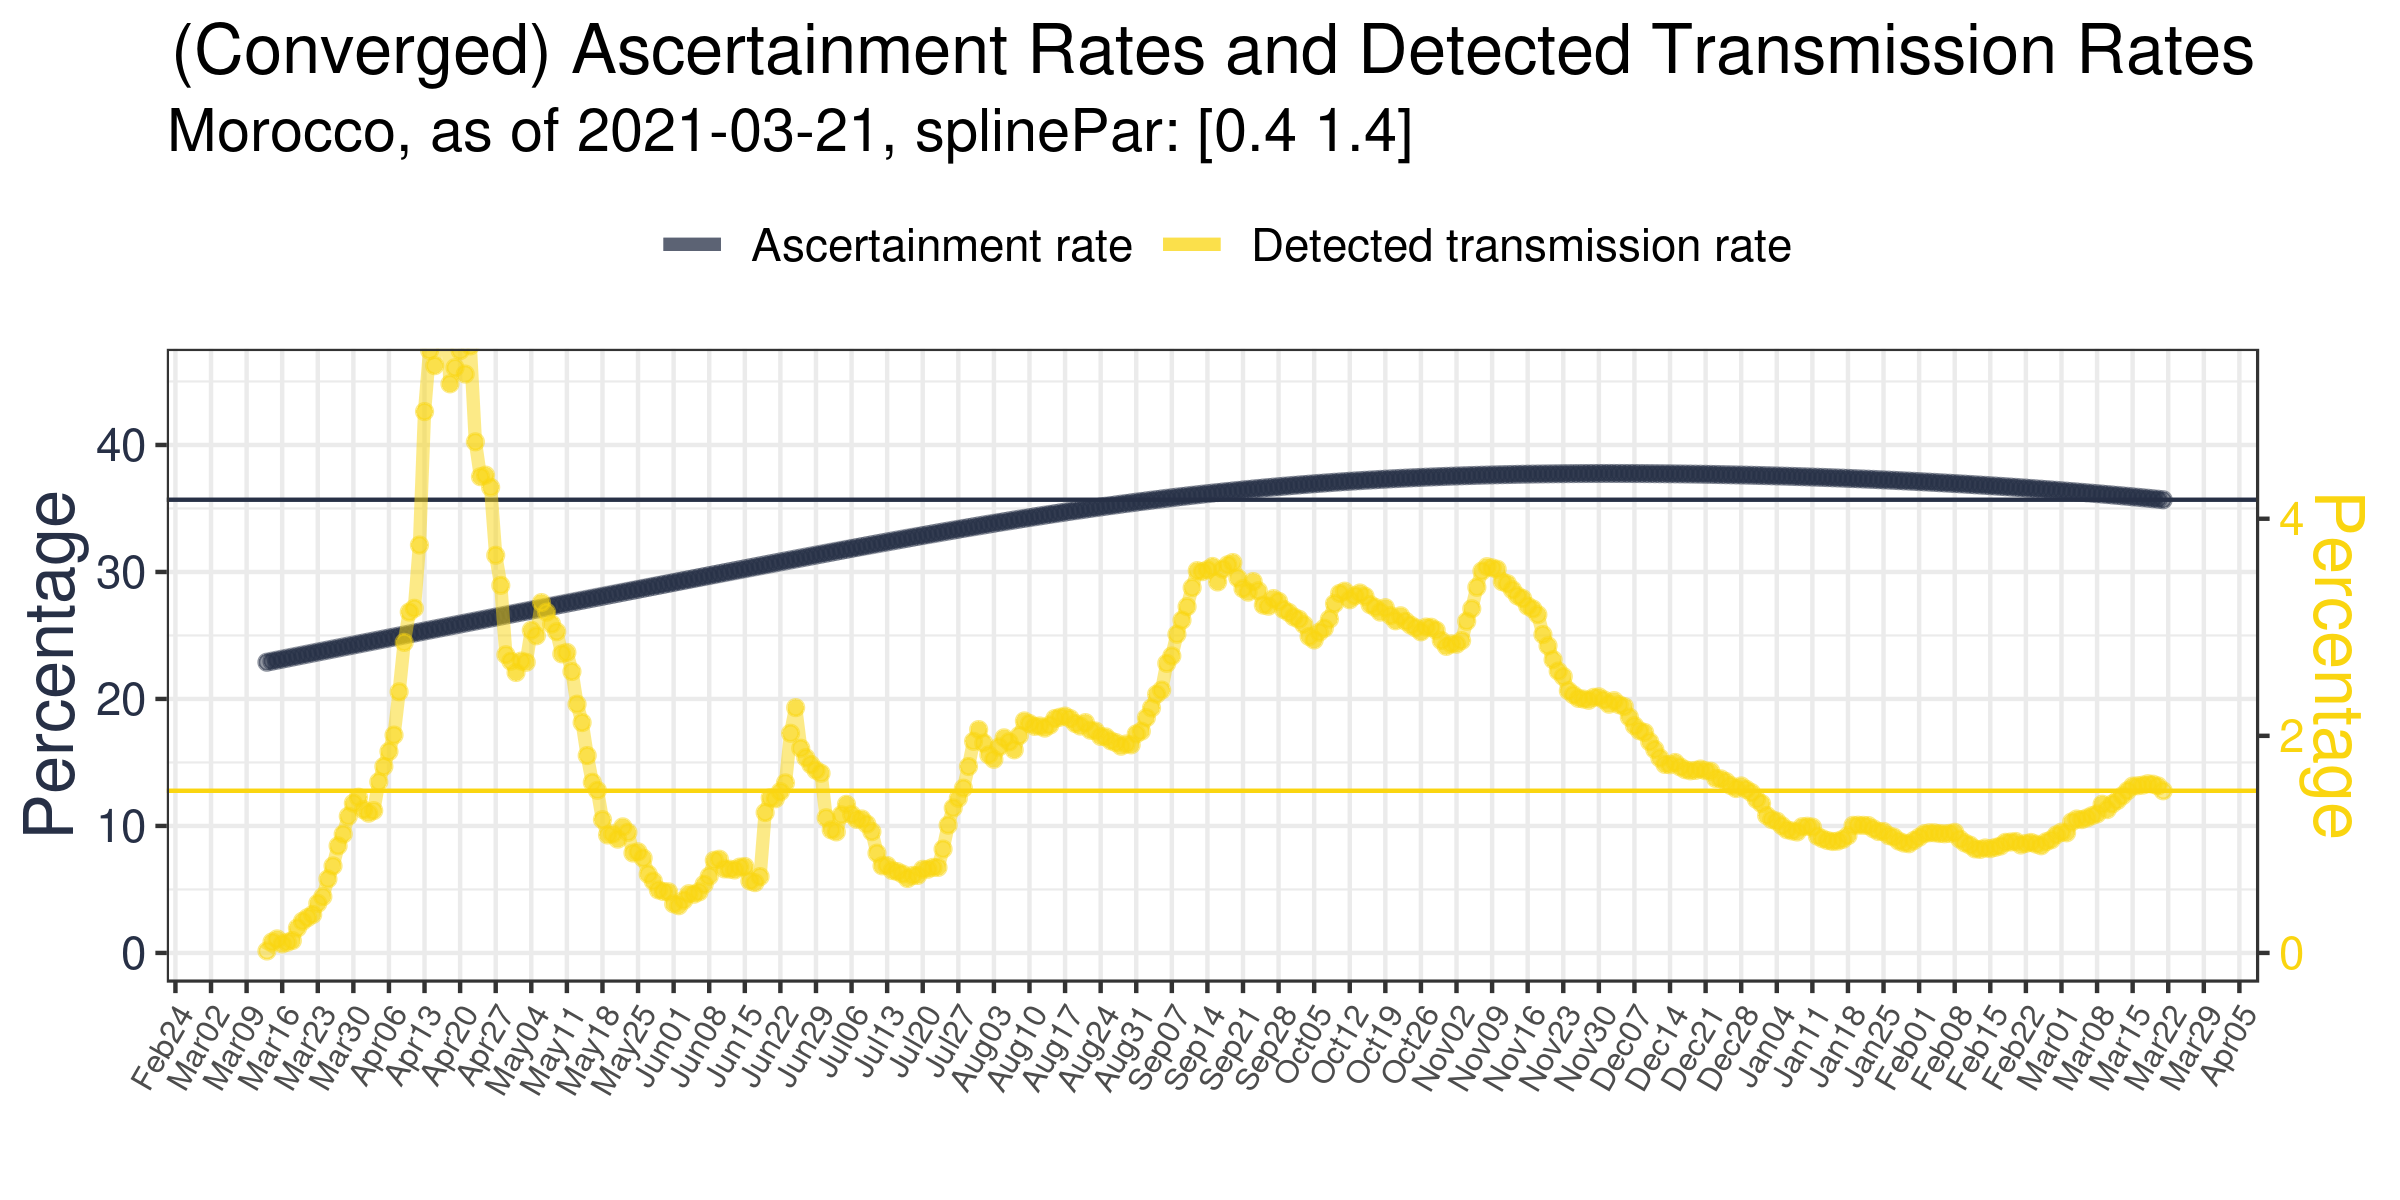 (Converged) Ascertainment Rates and Detected Transmission Rates
Morocco, as of 2021-03-21, splinePar: [0.4 1.4]
Ascertainment rate
Detected transmission rate
Percentage
40
30
20
10
0
4
2
0
Percentage
Feb24
Mar02
Mar09
Mar16
Mar23
Mar30
Apr06
Apr13
Apr20
Apr27
May04
May11
May18
May25
Jun01
Jun08
Jun15
Jun22
Jun29
Jul06
Jul13
Jul20
Jul27
Aug03
Aug10
Aug17
Aug24
Aug31
Sep07
Sep14
Sep21
Sep28
Oct05
Oct12
Oct19
Oct26
Nov02
Nov09
Nov16
Nov23
Nov30
Dec07
Dec14
Dec21
Dec28
Jan04
Jan11
Jan18
Jan25
Feb01
Feb08
Feb15
Feb22
Mar01
Mar08
Mar15
Mar22
Mar29
Apr05